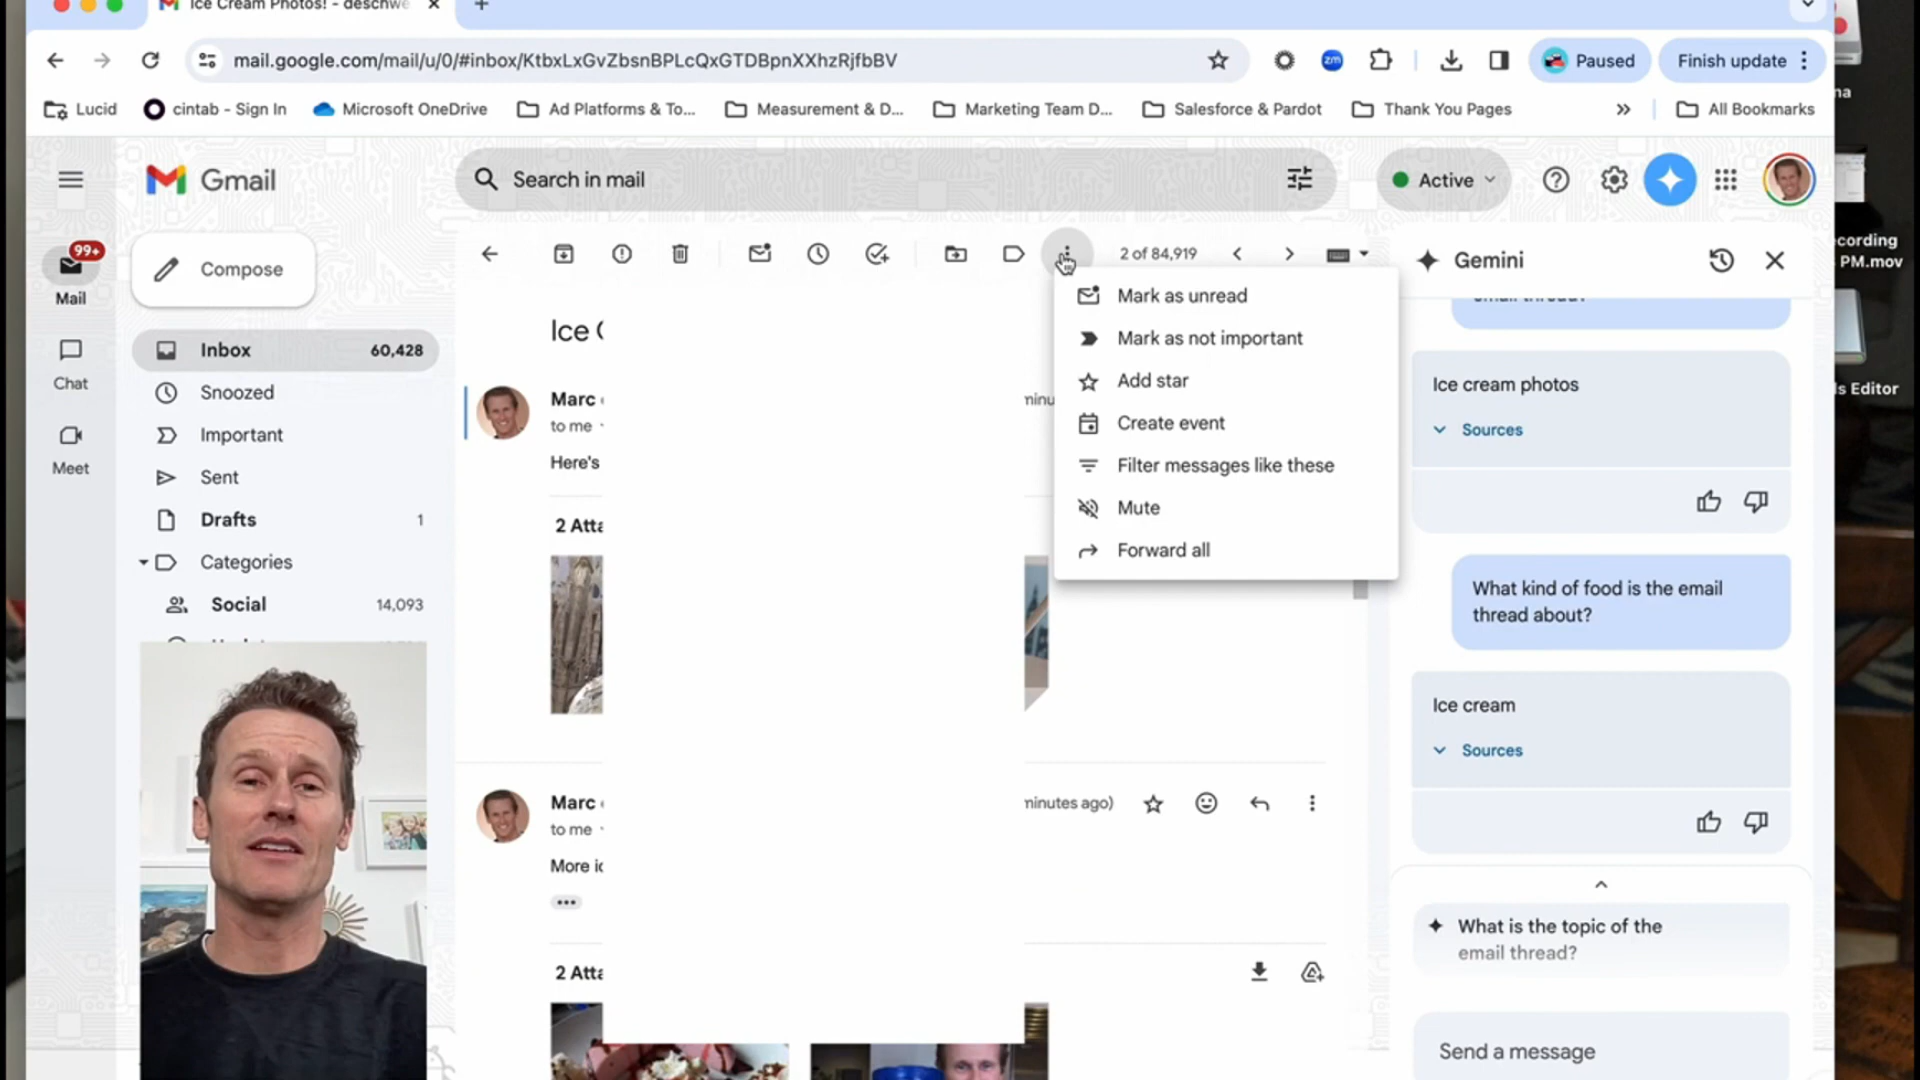 Ice Cream Photos! - deschwe
mail.google.com/mail/u/0/#inbox/KtbxLxGvZbsnBPLcQxGTDBpnXXhzRjfbBV
zm
Paused
Finish update
Lucid
cintab - Sign In
Microsoft OneDrive
Ad Platforms & To...
Measurement & D...
Marketing Team D...
Salesforce & Pardot
Thank You Pages
All Bookmarks
Gmail
Search in mail
Active
99+
Mail
Chat
Meet
Compose
Inbox 60,428
Snoozed
Important
Sent
Drafts 1
Categories
Social 14,093
2 of 84,919
Ice C
Marc
to me
Here's
2 Atta
Marc
minutes ago)
to me
More ic
2 Atta
Mark as unread
Mark as not important
Add star
Create event
Filter messages like these
Mute
Forward all
Gemini
email thread?
Ice cream photos
Sources
What kind of food is the email
thread about?
Ice cream
Sources
What is the topic of the
email thread?
Send a message
na
cording
PM.mov
ls Editor